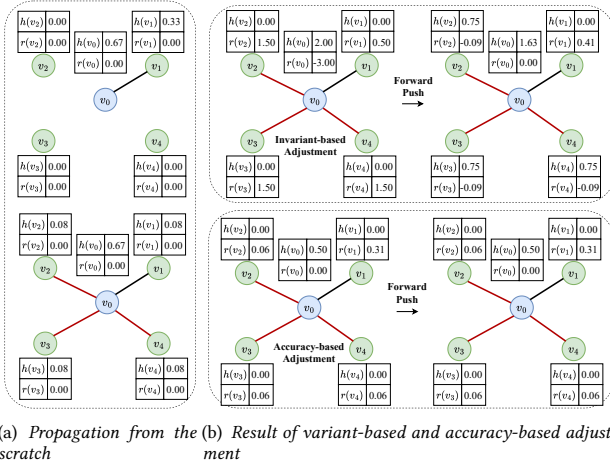 h(v2) 0.00
r(v2) 0.00
h(v0) 0.67
r(v0) 0.00
h(v1) 0.33
r(v1) 0.00
v2
v1
v0
v3
v4
h(v3) 0.00
r(v3) 0.00
h(v4) 0.00
r(v4) 0.00
h(v2) 0.08
r(v2) 0.00
h(v0) 0.67
r(v0) 0.00
h(v1) 0.08
r(v1) 0.00
v2
v1
v0
v3
v4
h(v3) 0.08
r(v3) 0.00
h(v4) 0.08
r(v4) 0.00
h(v2) 0.00
r(v2) 1.50
h(v0) 2.00
r(v0) -3.00
h(v1) 0.00
r(v1) 0.50
v2
v1
v0
v3
v4
Invariant-based
Adjustment
h(v3) 0.00
r(v3) 1.50
h(v4) 0.00
r(v4) 1.50
Forward
Push
h(v2) 0.75
r(v2) -0.09
h(v0) 1.63
r(v0) 0.00
h(v1) 0.00
r(v1) 0.41
v2
v1
v0
v3
v4
h(v3) 0.75
r(v3) -0.09
h(v4) 0.75
r(v4) -0.09
h(v2) 0.00
r(v2) 0.06
h(v0) 0.50
r(v0) 0.00
h(v1) 0.00
r(v1) 0.31
v2
v1
v0
v3
v4
Accuracy-based
Adjustment
h(v3) 0.00
r(v3) 0.06
h(v4) 0.00
r(v4) 0.06
Forward
Push
h(v2) 0.00
r(v2) 0.06
h(v0) 0.50
r(v0) 0.00
h(v1) 0.00
r(v1) 0.31
v2
v1
v0
v3
v4
h(v3) 0.00
r(v3) 0.06
h(v4) 0.00
r(v4) 0.06
(a) Propagation from the
scratch
(b) Result of variant-based and accuracy-based adjust
ment